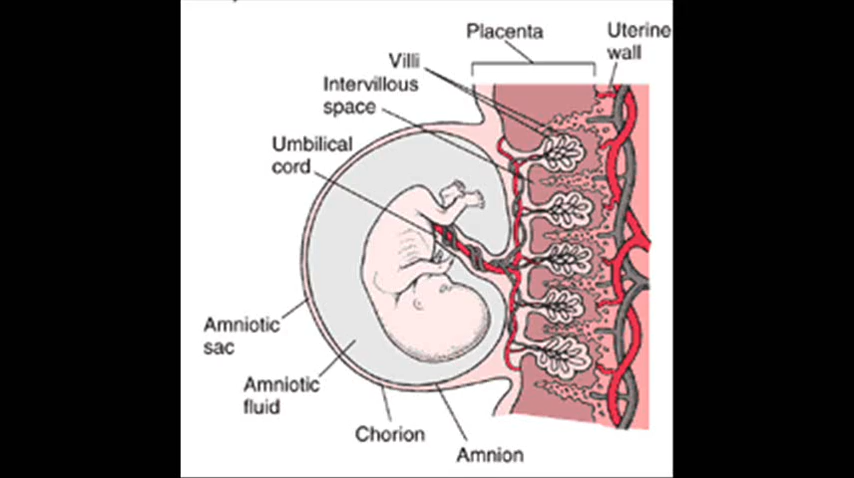 Placenta
Uterine
wall
Villi
Intervillous
space
Umbilical
cord
Amniotic
sac
Amniotic
fluid
Chorion
Amnion